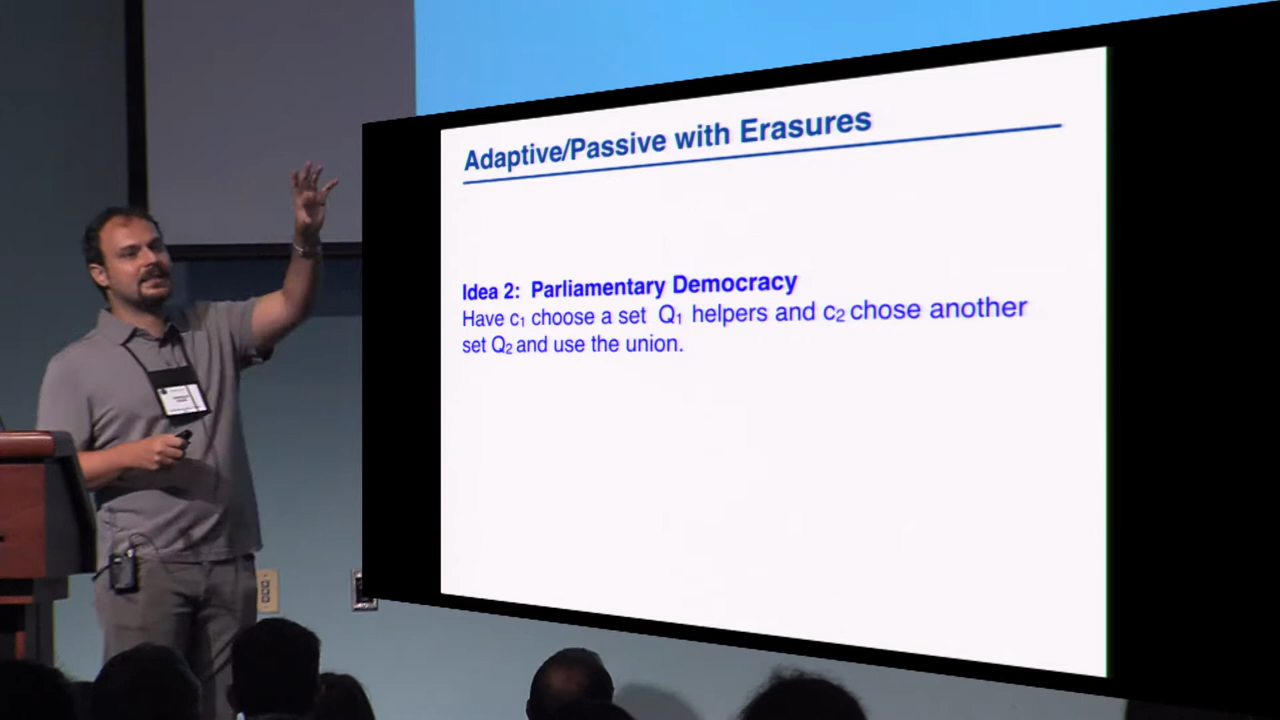 Adaptive/Passive with Erasures
Idea 2: Parliamentary Democracy
Have c₁ choose a set Q₁ helpers and c₂ chose another
set Q₂ and use the union.